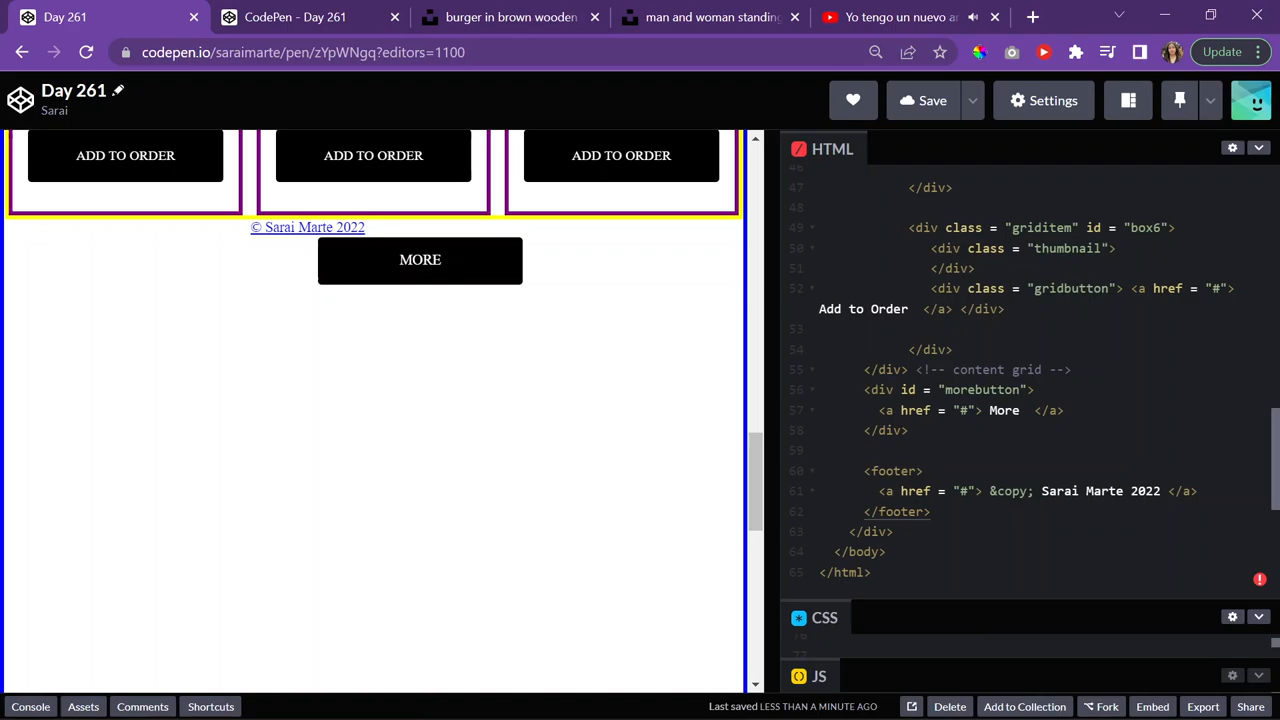 Day 261
CodePen - Day 261
burger in brown wooden
man and woman standing
Yo tengo un nuevo ar
codepen.io/saraimarte/pen/zYpWNgq?editors=1100
Update
Day 261
Sarai
Save
Settings
ADD TO ORDER
ADD TO ORDER
ADD TO ORDER
© Sarai Marte 2022
MORE
HTML
46
47 </div>
48
49 <div class = "griditem" id = "box6">
50 <div class = "thumbnail">
51 </div>
52 <div class = "gridbutton"> <a href = "#">
Add to Order </a> </div>
53
54 </div>
55 </div> <!-- content grid -->
56 <div id = "morebutton">
57 <a href = "#"> More </a>
58 </div>
59
60 <footer>
61 <a href = "#"> &copy; Sarai Marte 2022 </a>
62 </footer>
63 </div>
64 </body>
65 </html>
CSS
76
77
JS
Console
Assets
Comments
Shortcuts
Last saved LESS THAN A MINUTE AGO
Delete
Add to Collection
Fork
Embed
Export
Share